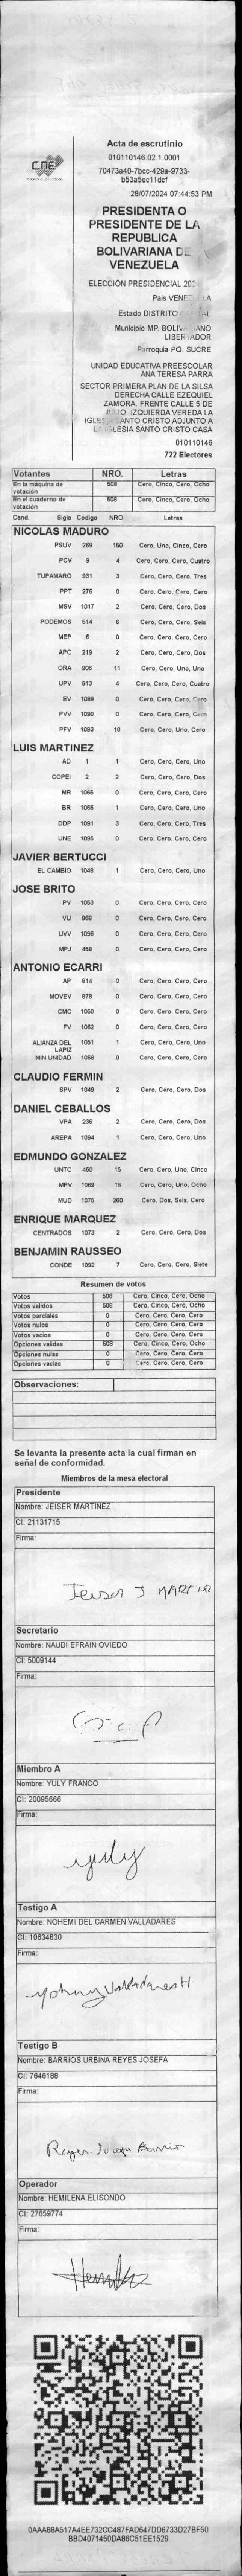 CNE
Acta de escrutinio
010110146.02.1.0001
70473a40-7bcc-429a-9733-
b53a5ec11dcf
28/07/2024 07:44:53 PM
PRESIDENTA O
PRESIDENTE DE LA
REPUBLICA
BOLIVARIANA DE
VENEZUELA
ELECCIÓN PRESIDENCIAL
Pais
Estado DISTRITO
Municipio MP.
Parroquia PQ. SUCRE
UNIDAD EDUCATIVA PREESCOLAR
ANA TERESA PARRA
SECTOR PRIMERA PLAN DE LA SILSA
DERECHA CALLE EZEQUIEL
ZAMORA. FRENTE CALLE 5 DE
JULIO. IZQUIERDA VEREDA LA
IGLESIA SANTO CRISTO ADJUNTO A
LA IGLESIA SANTO CRISTO CASA
010110146
722 Electores
Votantes NRO. Letras
En la máquina de votación 508 Cero, Cinco, Cero, Ocho
En el cuaderno de votación 508 Cero, Cinco, Cero, Ocho
Cand. Sigla Código NRO Letras
NICOLAS MADURO
PSUV 269 150 Cero, Uno, Cinco, Cero
PCV 3 4 Cero, Cero, Cero, Cuatro
TUPAMARO 931 3 Cero, Cero, Cero, Tres
PPT 276 0 Cero, Cero, Cero, Cero
MSV 1017 2 Cero, Cero, Cero, Dos
PODEMOS 514 6 Cero, Cero, Cero, Seis
MEP 6 0 Cero, Cero, Cero, Cero
APC 219 2 Cero, Cero, Cero, Dos
ORA 906 11 Cero, Cero, Uno, Uno
UPV 513 4 Cero, Cero, Cero, Cuatro
EV 1089 0 Cero, Cero, Cero, Cero
PVV 1090 0 Cero, Cero, Cero, Cero
PFV 1093 10 Cero, Cero, Uno, Cero
LUIS MARTINEZ
AD 1 1 Cero, Cero, Cero, Uno
COPEI 2 2 Cero, Cero, Cero, Dos
MR 1066 0 Cero, Cero, Cero, Cero
BR 1056 1 Cero, Cero, Cero, Uno
DDP 1091 3 Cero, Cero, Cero, Tres
UNE 1095 0 Cero, Cero, Cero, Cero
JAVIER BERTUCCI
EL CAMBIO 1048 1 Cero, Cero, Cero, Uno
JOSE BRITO
PV 1053 0 Cero, Cero, Cero, Cero
VU 868 0 Cero, Cero, Cero, Cero
UVV 1096 0 Cero, Cero, Cero, Cero
MPJ 458 0 Cero, Cero, Cero, Cero
ANTONIO ECARRI
AP 814 0 Cero, Cero, Cero, Cero
MOVEV 878 0 Cero, Cero, Cero, Cero
CMC 1050 0 Cero, Cero, Cero, Cero
FV 1062 0 Cero, Cero, Cero, Cero
ALIANZA DEL LAPIZ 1051 1 Cero, Cero, Cero, Uno
MIN UNIDAD 1068 0 Cero, Cero, Cero, Cero
CLAUDIO FERMIN
SPV 1049 2 Cero, Cero, Cero, Dos
DANIEL CEBALLOS
VPA 236 2 Cero, Cero, Cero, Dos
AREPA 1094 1 Cero, Cero, Cero, Uno
EDMUNDO GONZALEZ
UNTC 460 15 Cero, Cero, Uno, Cinco
MPV 1069 18 Cero, Cero, Uno, Ocho
MUD 1075 260 Cero, Dos, Seis, Cero
ENRIQUE MARQUEZ
CENTRADOS 1073 2 Cero, Cero, Cero, Dos
BENJAMIN RAUSSEO
CONDE 1092 7 Cero, Cero, Cero, Siete
Resumen de votos
Votos 508 Cero, Cinco, Cero, Ocho
Votos validos 508 Cero, Cinco, Cero, Ocho
Votos parciales 0 Cero, Cero, Cero, Cero
Votos nulos 0 Cero, Cero, Cero, Cero
Votos vacios 0 Cero, Cero, Cero, Cero
Opciones validas 508 Cero, Cinco, Cero, Ocho
Opciones nulas 0 Cero, Cero, Cero, Cero
Opciones vacias 0 Cero, Cero, Cero, Cero
Observaciones:
Se levanta la presente acta la cual firman en
señal de conformidad.
Miembros de la mesa electoral
Presidente
Nombre: JEISER MARTINEZ
CI: 21131715
Firma:
Jeiser J MARTINEZ
Secretario
Nombre: NAUDI EFRAIN OVIEDO
CI: 5009144
Firma:
Miembro A
Nombre: YULY FRANCO
CI: 20095666
Firma:
yuly
Testigo A
Nombre: NOHEMI DEL CARMEN VALLADARES
CI: 10634830
Firma:
Testigo B
Nombre: BARRIOS URBINA REYES JOSEFA
CI: 7646188
Firma:
Reyes Josefa Barrios
Operador
Nombre: HEMILENA ELISONDO
CI: 27659774
Firma:
0AAA88A517A4EE732CC487FAD647DD6733D27BF50
BBD4071450DA86C51EE1529